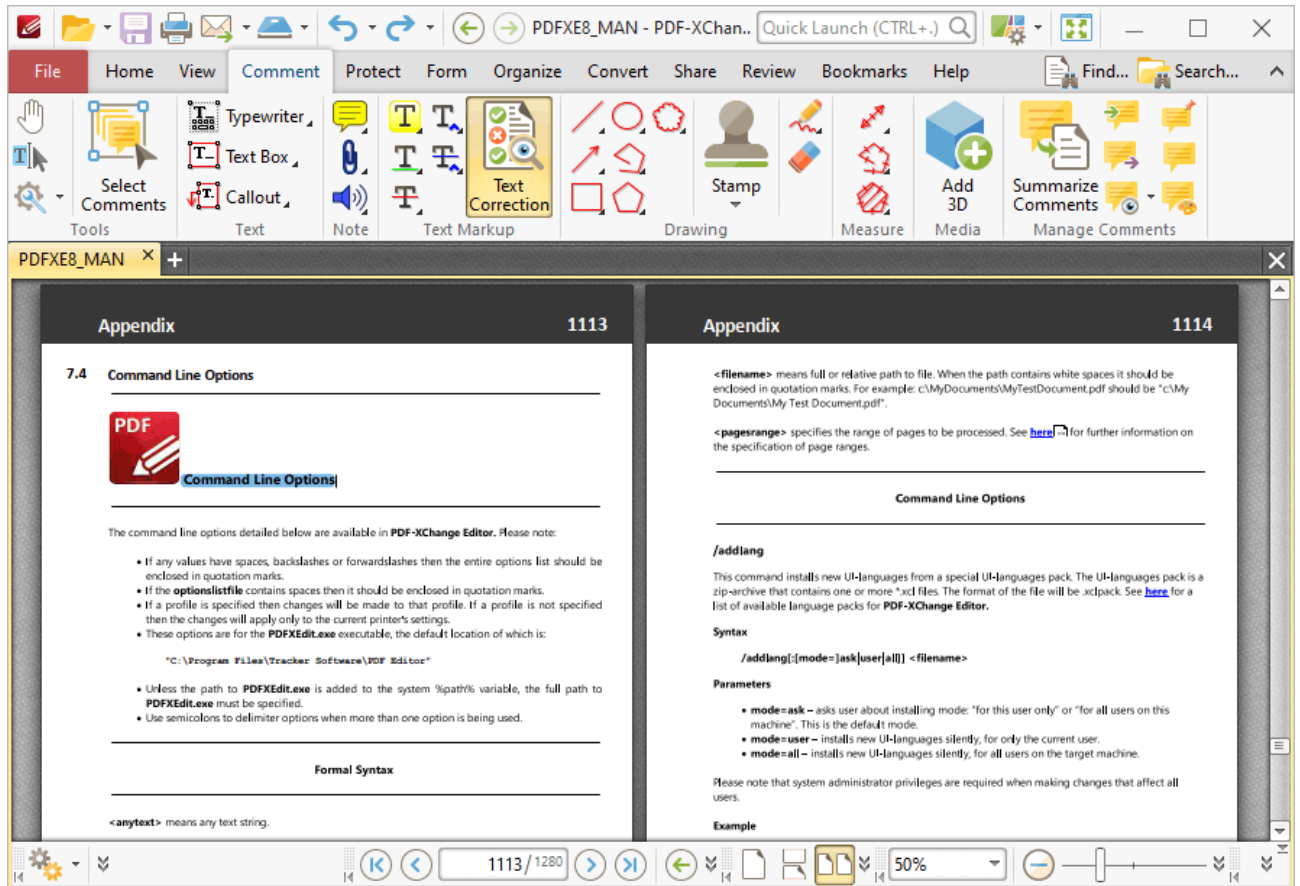 PDFXE8_MAN - PDF-XChan..
Quick Launch (CTRL+.)
File Home View Comment Protect Form Organize Convert Share Review Bookmarks Help Find... Search...
Select
Comments
Tools
Typewriter
Text Box
Callout
Text
Note
Text
Correction
Text Markup
Stamp
Drawing
Measure
Add
3D
Media
Summarize
Comments
Manage Comments
PDFXE8_MAN
Appendix 1113
7.4 Command Line Options
PDF
Command Line Options
The command line options detailed below are available in PDF-XChange Editor. Please note:
• If any values have spaces, backslashes or forwardslashes then the entire options list should be
enclosed in quotation marks.
• If the optionslistfile contains spaces then it should be enclosed in quotation marks.
• If a profile is specified then changes will be made to that profile. If a profile is not specified
then the changes will apply only to the current printer's settings.
• These options are for the PDFXEdit.exe executable, the default location of which is:
"C:\Program Files\Tracker Software\PDF Editor"
• Unless the path to PDFXEdit.exe is added to the system %path% variable, the full path to
PDFXEdit.exe must be specified.
• Use semicolons to delimiter options when more than one option is being used.
Formal Syntax
<anytext> means any text string.
Appendix 1114
<filename> means full or relative path to file. When the path contains white spaces it should be
enclosed in quotation marks. For example: c:\MyDocuments\MyTestDocument.pdf should be "c:\My
Documents\My Test Document.pdf".
<pagesrange> specifies the range of pages to be processed. See here for further information on
the specification of page ranges.
Command Line Options
/addlang
This command installs new UI-languages from a special UI-languages pack. The UI-languages pack is a
zip-archive that contains one or more *.xcl files. The format of the file will be .xclpack. See here for a
list of available language packs for PDF-XChange Editor.
Syntax
/addlang[:[mode=]ask|user|all]] <filename>
Parameters
• mode=ask – asks user about installing mode: "for this user only" or "for all users on this
machine". This is the default mode.
• mode=user – installs new UI-languages silently, for only the current user.
• mode=all – installs new UI-languages silently, for all users on the target machine.
Please note that system administrator privileges are required when making changes that affect all
users.
Example
1113 / 1280
50%